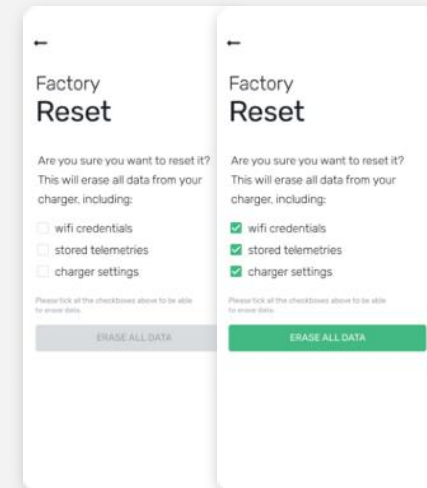 Factory
Reset
Are you sure you want to reset it?
This will erase all data from your
charger, including:
wifi credentials
stored telemetries
charger settings
Please tick all the checkboxes above to be able
to erase data.
ERASE ALL DATA
Factory
Reset
Are you sure you want to reset it?
This will erase all data from your
charger, including:
wifi credentials
stored telemetries
charger settings
Please tick all the checkboxes above to be able
to erase data.
ERASE ALL DATA